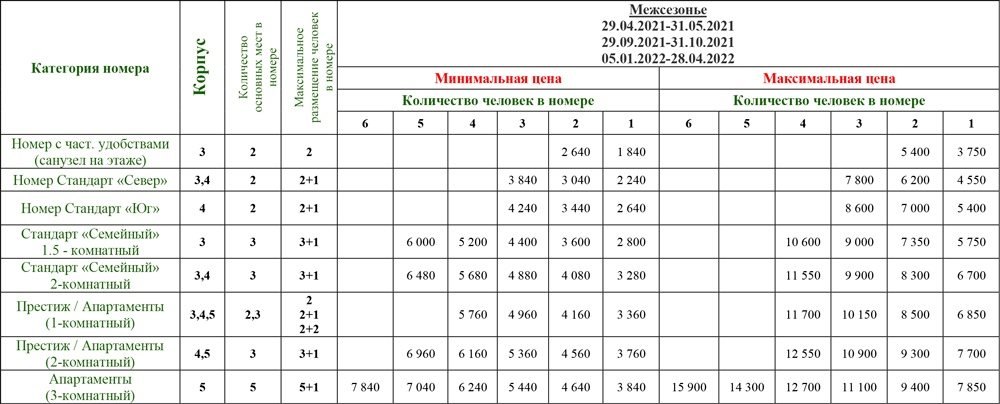 Категория номера
Корпус
Количество
основных мест в
номере
Максимальное
размещение человек
в номере
Межсезонье
29.04.2021-31.05.2021
29.09.2021-31.10.2021
05.01.2022-28.04.2022
Минимальная цена Максимальная цена
Количество человек в номере Количество человек в номере
6 5 4 3 2 1 6 5 4 3 2 1
Номер с част. удобствами
(санузел на этаже) 3 2 2 2 640 1 840 5 400 3 750
Номер Стандарт «Север» 3,4 2 2+1 3 840 3 040 2 240 7 800 6 200 4 550
Номер Стандарт «Юг» 4 2 2+1 4 240 3 440 2 640 8 600 7 000 5 400
Стандарт «Семейный»
1.5 - комнатный 3 3 3+1 6 000 5 200 4 400 3 600 2 800 10 600 9 000 7 350 5 750
Стандарт «Семейный»
2-комнатный 3,4 3 3+1 6 480 5 680 4 880 4 080 3 280 11 550 9 900 8 300 6 700
Престиж / Апартаменты
(1-комнатный) 3,4,5 2,3 2
2+1
2+2 5 760 4 960 4 160 3 360 11 700 10 150 8 500 6 850
Престиж / Апартаменты
(2-комнатный) 4,5 3 3+1 6 960 6 160 5 360 4 560 3 760 12 550 10 900 9 300 7 700
Апартаменты
(3-комнатный) 5 5 5+1 7 840 7 040 6 240 5 440 4 640 3 840 15 900 14 300 12 700 11 100 9 400 7 850